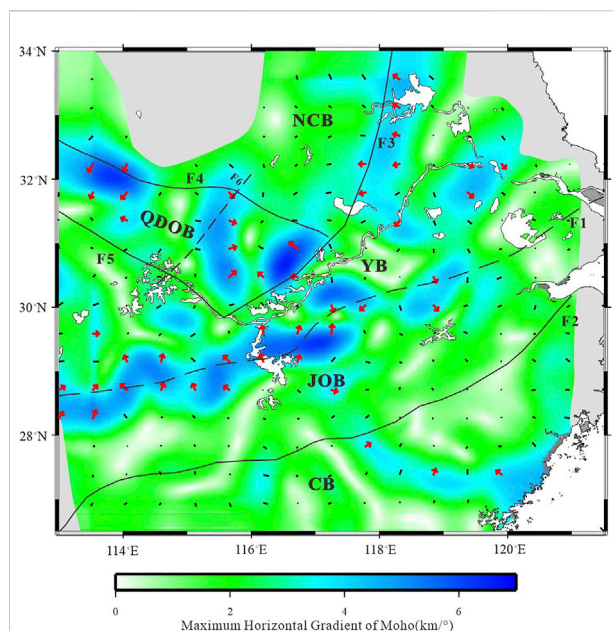 34°N
NCB
F3
32°N
F4
F6
QDOB
F1
F5
YB
30°N
F2
JOB
28°N
CB
114°E 116°E 118°E 120°E
0 2 4 6
Maximum Horizontal Gradient of Moho(km/°)